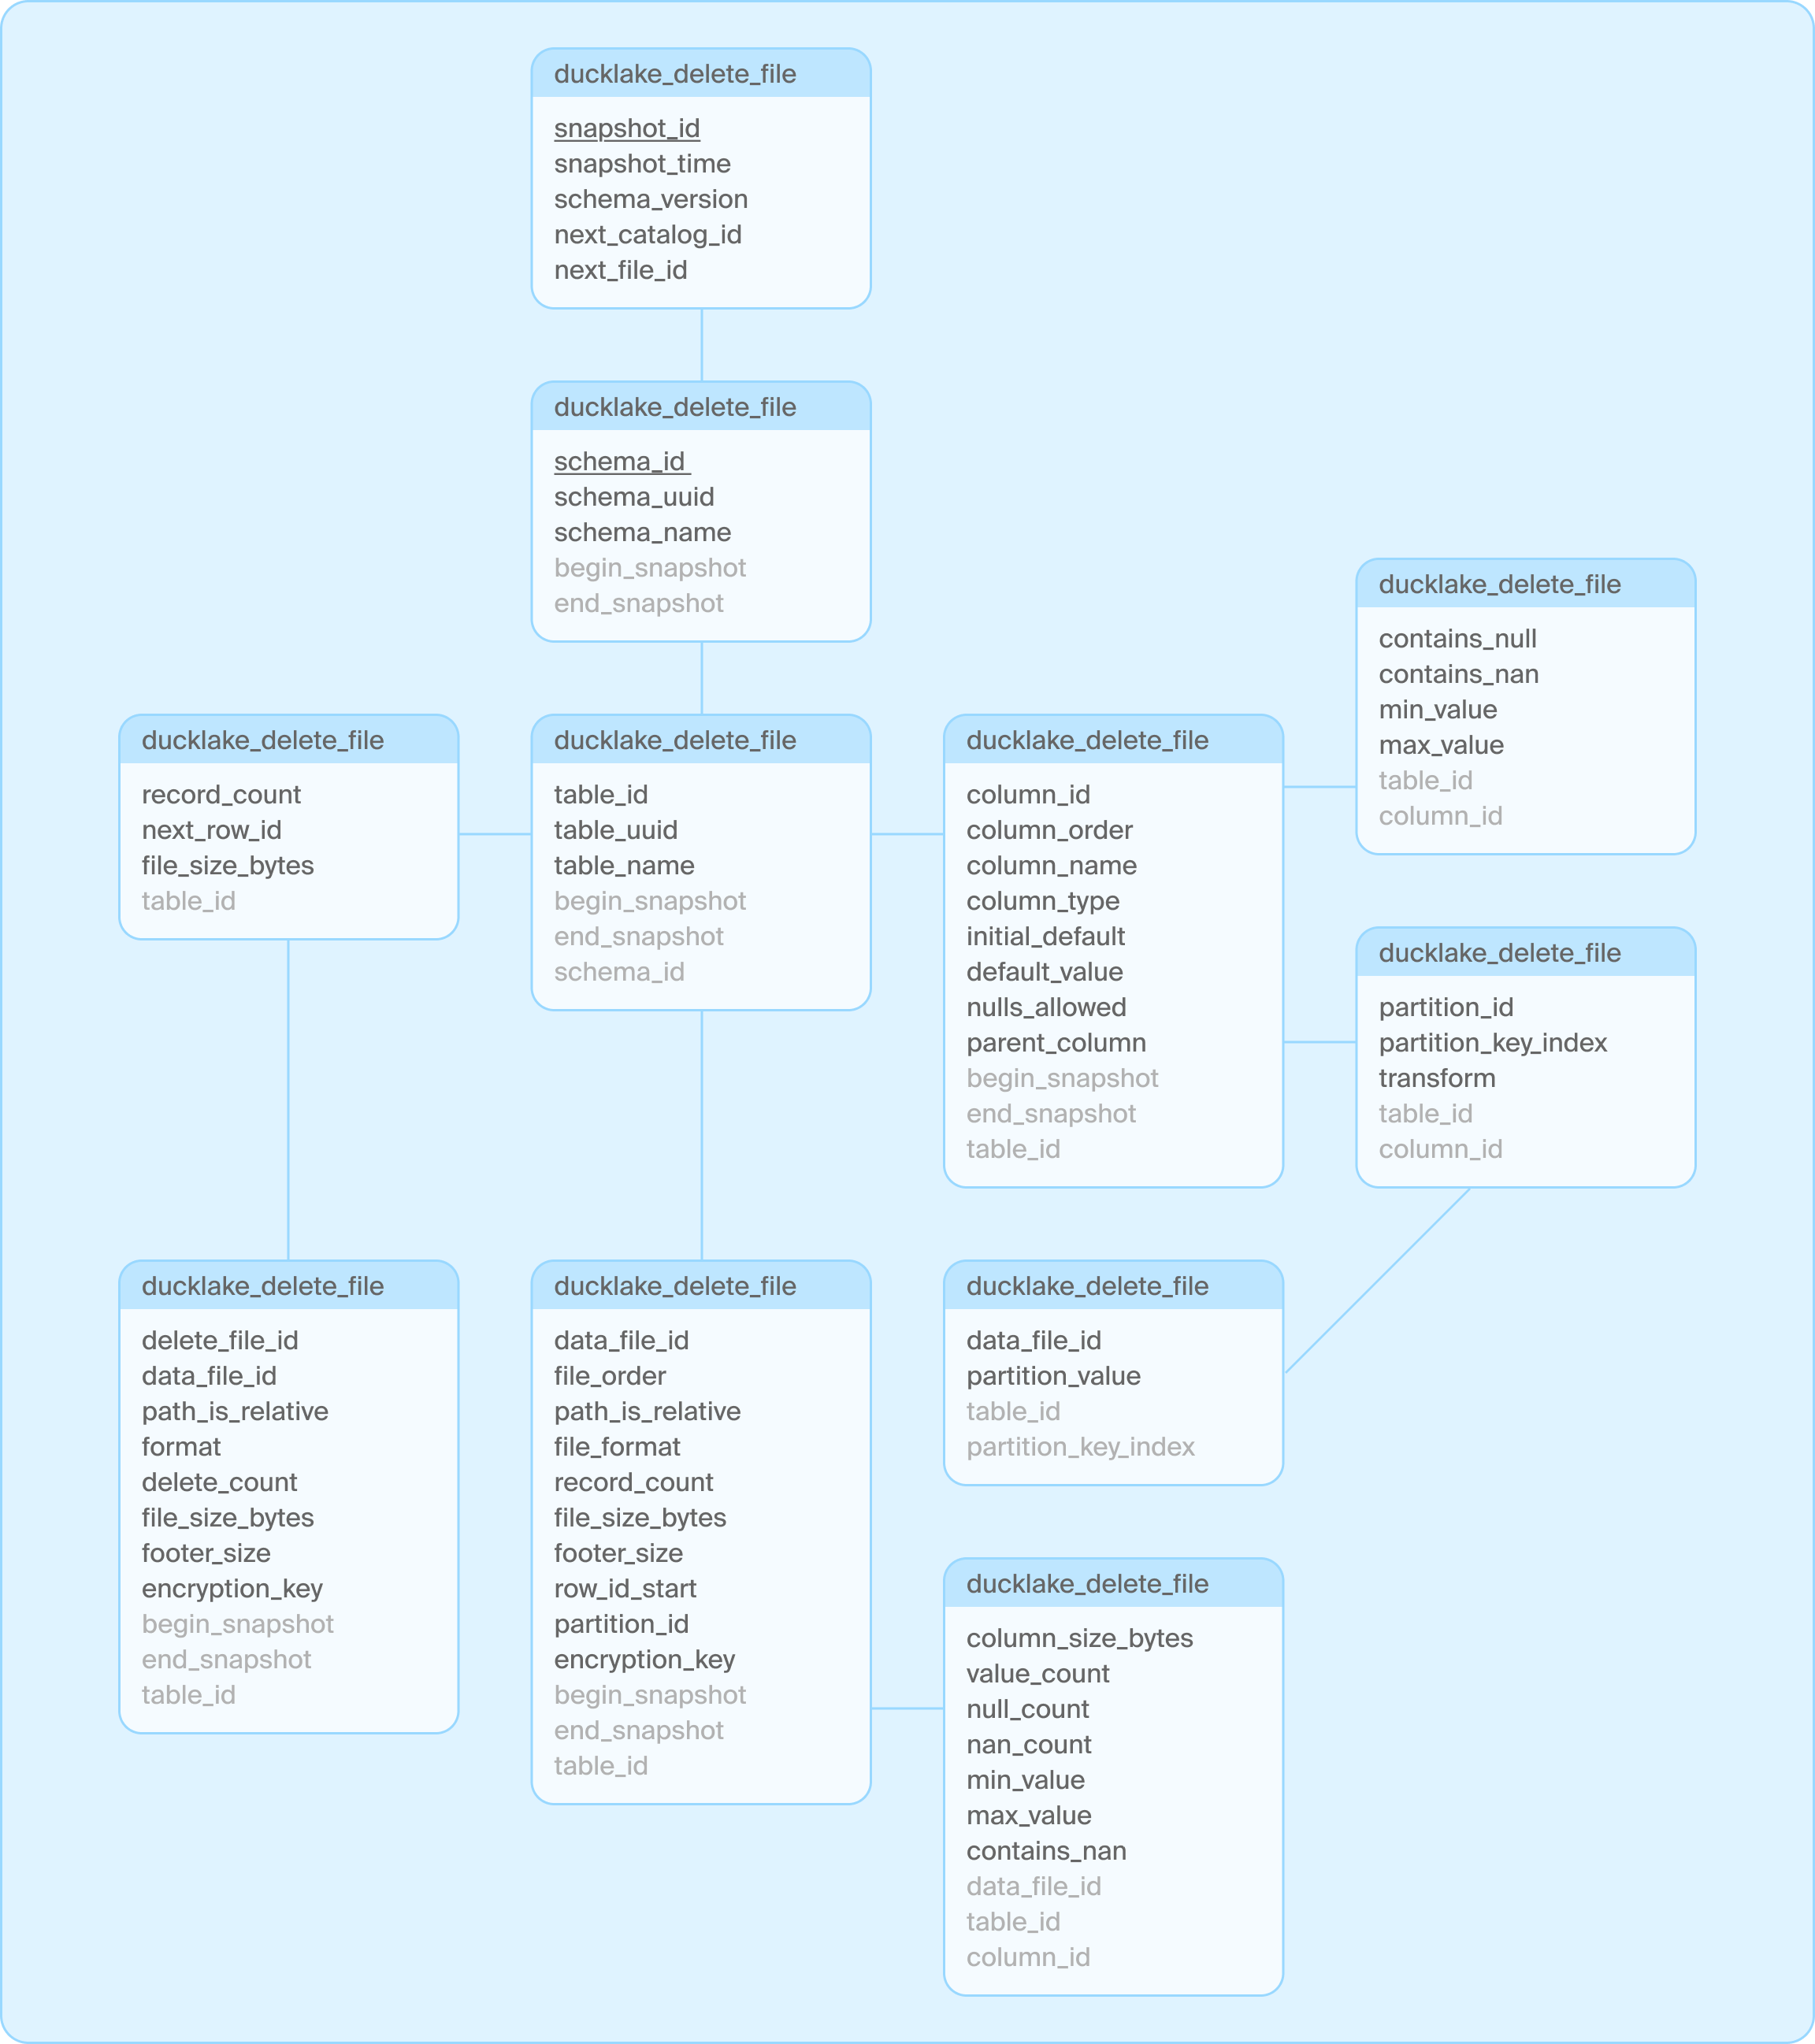 ducklake_delete_file
snapshot_id
snapshot_time
schema_version
next_catalog_id
next_file_id
ducklake_delete_file
schema_id
schema_uuid
schema_name
begin_snapshot
end_snapshot
ducklake_delete_file
record_count
next_row_id
file_size_bytes
table_id
ducklake_delete_file
table_id
table_uuid
table_name
begin_snapshot
end_snapshot
schema_id
ducklake_delete_file
column_id
column_order
column_name
column_type
initial_default
default_value
nulls_allowed
parent_column
begin_snapshot
end_snapshot
table_id
ducklake_delete_file
contains_null
contains_nan
min_value
max_value
table_id
column_id
ducklake_delete_file
partition_id
partition_key_index
transform
table_id
column_id
ducklake_delete_file
delete_file_id
data_file_id
path_is_relative
format
delete_count
file_size_bytes
footer_size
encryption_key
begin_snapshot
end_snapshot
table_id
ducklake_delete_file
data_file_id
file_order
path_is_relative
file_format
record_count
file_size_bytes
footer_size
row_id_start
partition_id
encryption_key
begin_snapshot
end_snapshot
table_id
ducklake_delete_file
data_file_id
partition_value
table_id
partition_key_index
ducklake_delete_file
column_size_bytes
value_count
null_count
nan_count
min_value
max_value
contains_nan
data_file_id
table_id
column_id